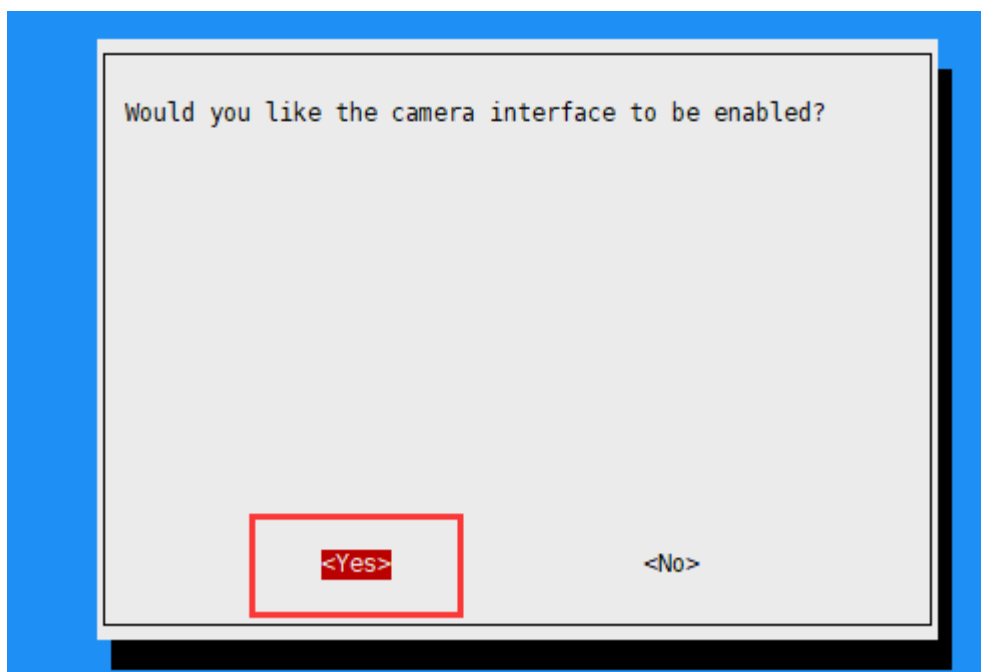 Would you like the camera interface to be enabled?
<Yes> <No>